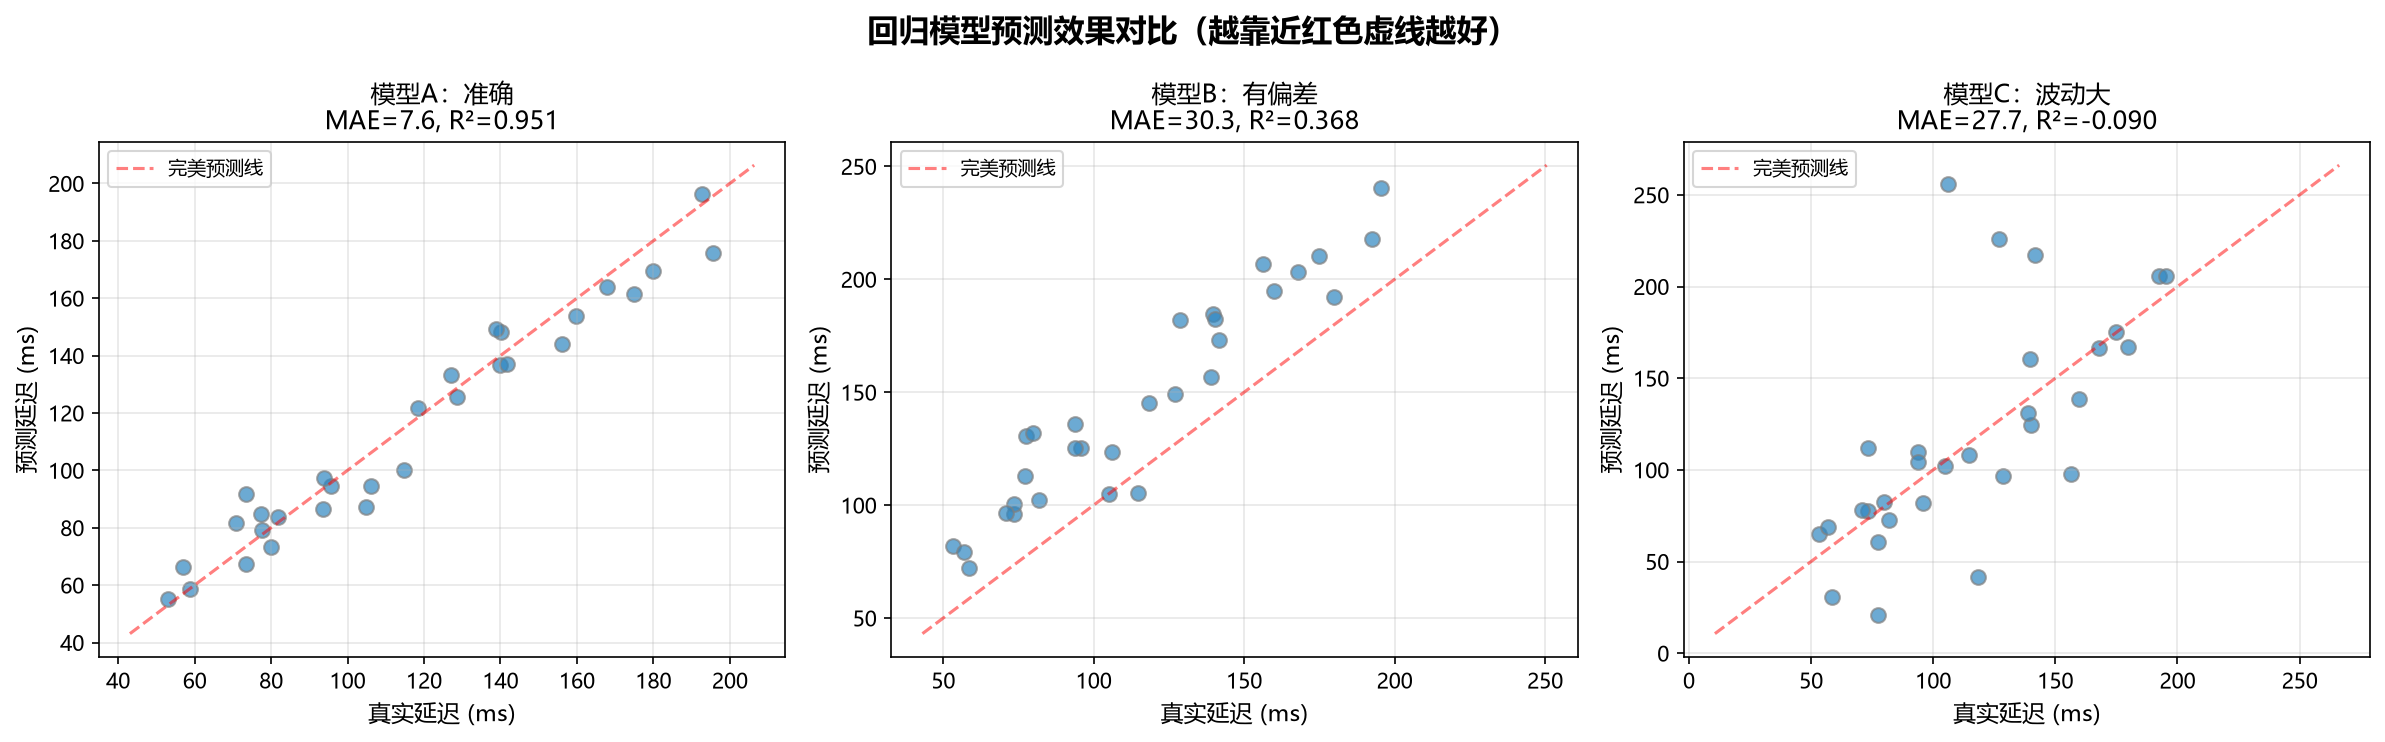 回归模型预测效果对比（越靠近红色虚线越好）
模型A：准确
MAE=7.6, R²=0.951
完美预测线
200
180
160
140
120
100
80
60
40
预测延迟 (ms)
40 60 80 100 120 140 160 180 200
真实延迟 (ms)
模型B：有偏差
MAE=30.3, R²=0.368
完美预测线
250
200
150
100
50
预测延迟 (ms)
50 100 150 200 250
真实延迟 (ms)
模型C：波动大
MAE=27.7, R²=-0.090
完美预测线
250
200
150
100
50
0
预测延迟 (ms)
0 50 100 150 200 250
真实延迟 (ms)